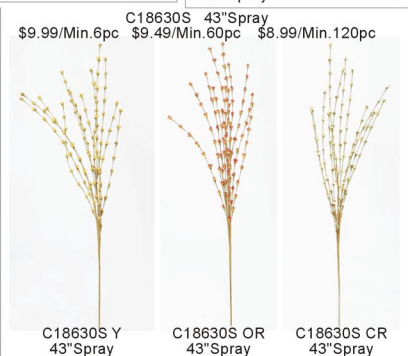 C18630S 43"Spray
$9.99/Min.6pc $9.49/Min.60pc $8.99/Min.120pc
C18630S Y C18630S OR C18630S CR
43"Spray 43"Spray 43"Spray